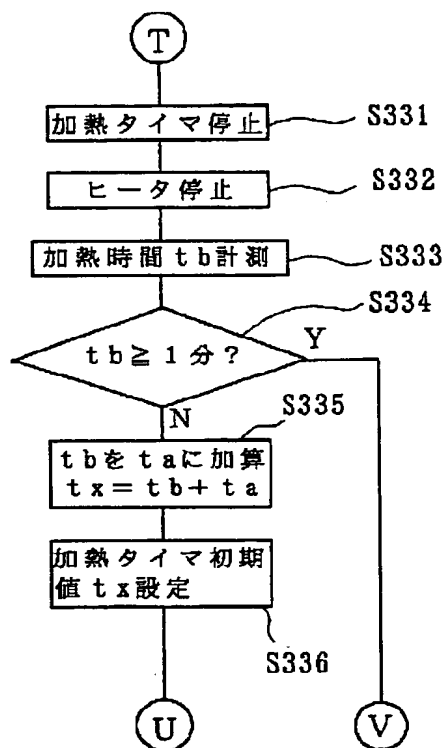 T
加熱タイマ停止
S331
ヒータ停止
S332
加熱時間tb計測
S333
S334
tb≧1分?
Y
N
S335
tbをtaに加算
tx=tb+ta
加熱タイマ初期
値tx設定
S336
U
V